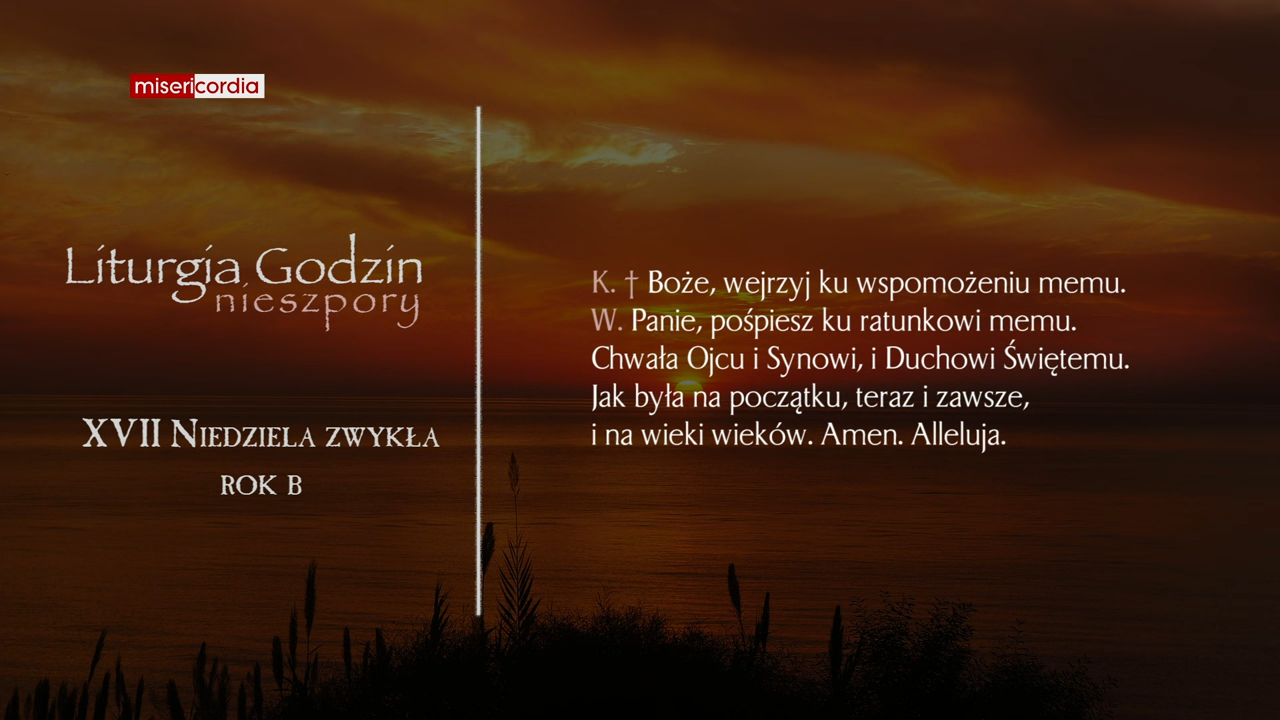 misericordia
Liturgia Godzin
nieszpory
XVII Niedziela zwykła
rok B
K. † Boże, wejrzyj ku wspomożeniu memu.
W. Panie, pośpiesz ku ratunkowi memu.
Chwała Ojcu i Synowi, i Duchowi Świętemu.
Jak była na początku, teraz i zawsze,
i na wieki wieków. Amen. Alleluja.